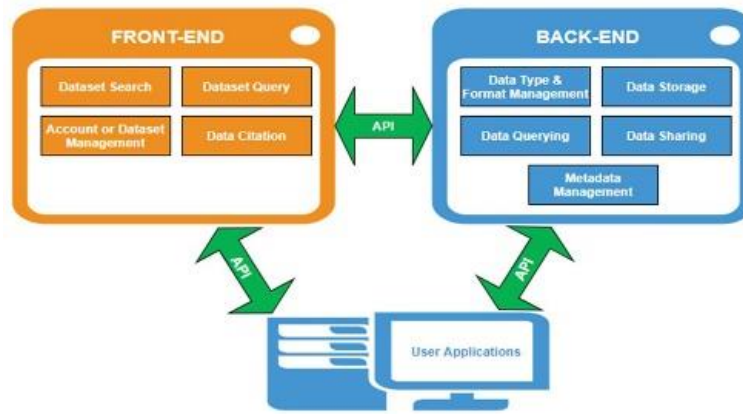 FRONT-END
Dataset Search
Dataset Query
Account or Dataset
Management
Data Citation
API
BACK-END
Data Type &
Format Management
Data Storage
Data Querying
Data Sharing
Metadata
Management
API
API
User Applications